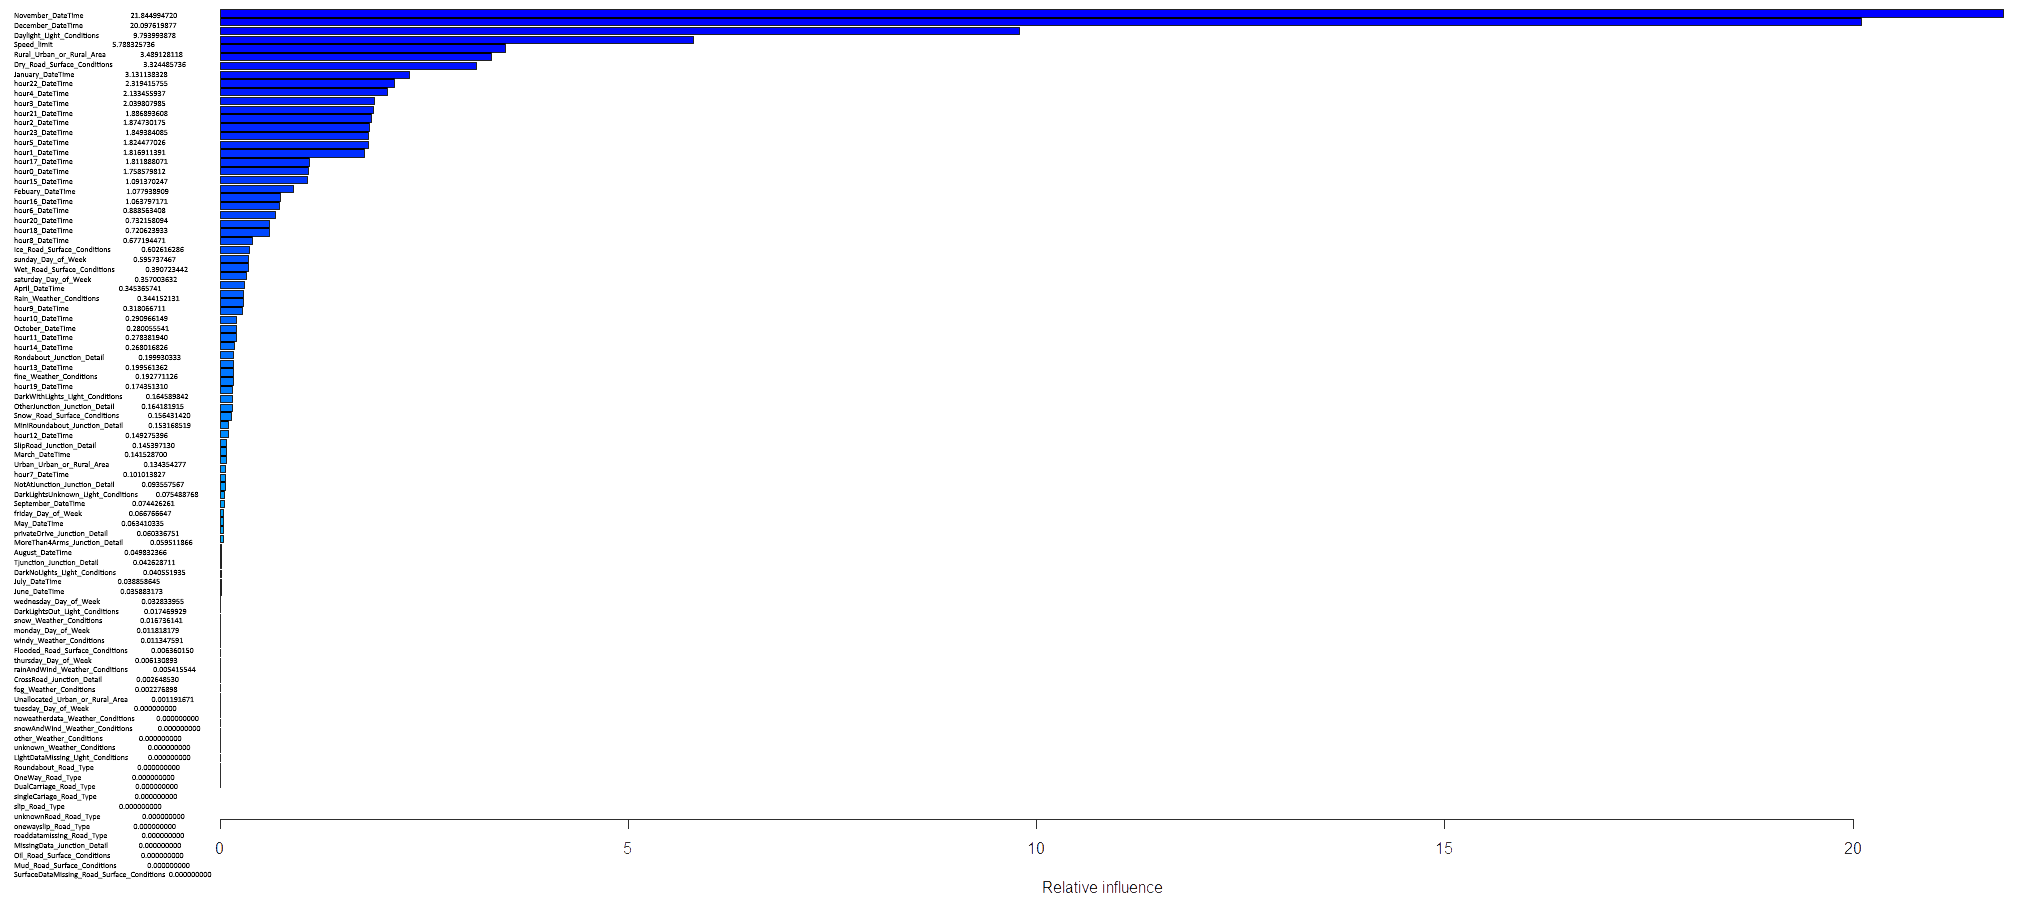 November_DateTime 21.844994720
December_DateTime 20.097619877
Daylight_Light_Conditions 9.793993878
Speed_limit 5.788325736
Rural_Urban_or_Rural_Area 3.489128118
Dry_Road_Surface_Conditions 3.324485736
January_DateTime 3.131138328
hour22_DateTime 2.319415755
hour4_DateTime 2.133455937
hour3_DateTime 2.039807985
hour21_DateTime 1.886893608
hour2_DateTime 1.874730175
hour23_DateTime 1.849384085
hour5_DateTime 1.824477026
hour1_DateTime 1.816911391
hour17_DateTime 1.811888071
hour0_DateTime 1.758579812
hour15_DateTime 1.091370247
Febuary_DateTime 1.077938909
hour16_DateTime 1.063797171
hour6_DateTime 0.888563408
hour20_DateTime 0.732158094
hour18_DateTime 0.720623933
hour8_DateTime 0.677194471
Ice_Road_Surface_Conditions 0.602616286
sunday_Day_of_Week 0.595737467
Wet_Road_Surface_Conditions 0.390723442
saturday_Day_of_Week 0.357003632
April_DateTime 0.345365741
Rain_Weather_Conditions 0.344152131
hour9_DateTime 0.318066711
hour10_DateTime 0.290966149
October_DateTime 0.280055541
hour11_DateTime 0.278381940
hour14_DateTime 0.268016826
Rondabout_Junction_Detail 0.199930333
hour13_DateTime 0.199561362
fine_Weather_Conditions 0.192771126
hour19_DateTime 0.174351310
DarkWithLights_Light_Conditions 0.164589842
OtherJunction_Junction_Detail 0.164181915
Snow_Road_Surface_Conditions 0.156431420
MiniRoundabout_Junction_Detail 0.153168519
hour12_DateTime 0.149275396
SlipRoad_Junction_Detail 0.145397130
March_DateTime 0.141528700
Urban_Urban_or_Rural_Area 0.134354277
hour7_DateTime 0.101013827
NotAtJunction_Junction_Detail 0.093557567
DarkLightsUnknown_Light_Conditions 0.075488768
September_DateTime 0.074426261
friday_Day_of_Week 0.066766647
May_DateTime 0.063410335
privateDrive_Junction_Detail 0.060336751
MoreThan4Arms_Junction_Detail 0.059511866
August_DateTime 0.049832366
Tjunction_Junction_Detail 0.042628711
DarkNoLights_Light_Conditions 0.040551935
July_DateTime 0.038858645
June_DateTime 0.035883173
wednesday_Day_of_Week 0.032833955
DarkLightsOut_Light_Conditions 0.017469929
snow_Weather_Conditions 0.016736141
monday_Day_of_Week 0.011818179
windy_Weather_Conditions 0.011347591
Flooded_Road_Surface_Conditions 0.006360150
thursday_Day_of_Week 0.006130893
rainAndWind_Weather_Conditions 0.005415544
CrossRoad_Junction_Detail 0.002648530
fog_Weather_Conditions 0.002276898
Unallocated_Urban_or_Rural_Area 0.001191671
tuesday_Day_of_Week 0.000000000
noweatherdata_Weather_Conditions 0.000000000
snowAndWind_Weather_Conditions 0.000000000
other_Weather_Conditions 0.000000000
unknown_Weather_Conditions 0.000000000
LightDataMissing_Light_Conditions 0.000000000
Roundabout_Road_Type 0.000000000
OneWay_Road_Type 0.000000000
DualCarriage_Road_Type 0.000000000
singleCariage_Road_Type 0.000000000
slip_Road_Type 0.000000000
unknownRoad_Road_Type 0.000000000
onewayslip_Road_Type 0.000000000
roaddatamissing_Road_Type 0.000000000
MissingData_Junction_Detail 0.000000000
Oil_Road_Surface_Conditions 0.000000000
Mud_Road_Surface_Conditions 0.000000000
SurfaceDataMissing_Road_Surface_Conditions 0.000000000
0 5 10 15 20
Relative influence